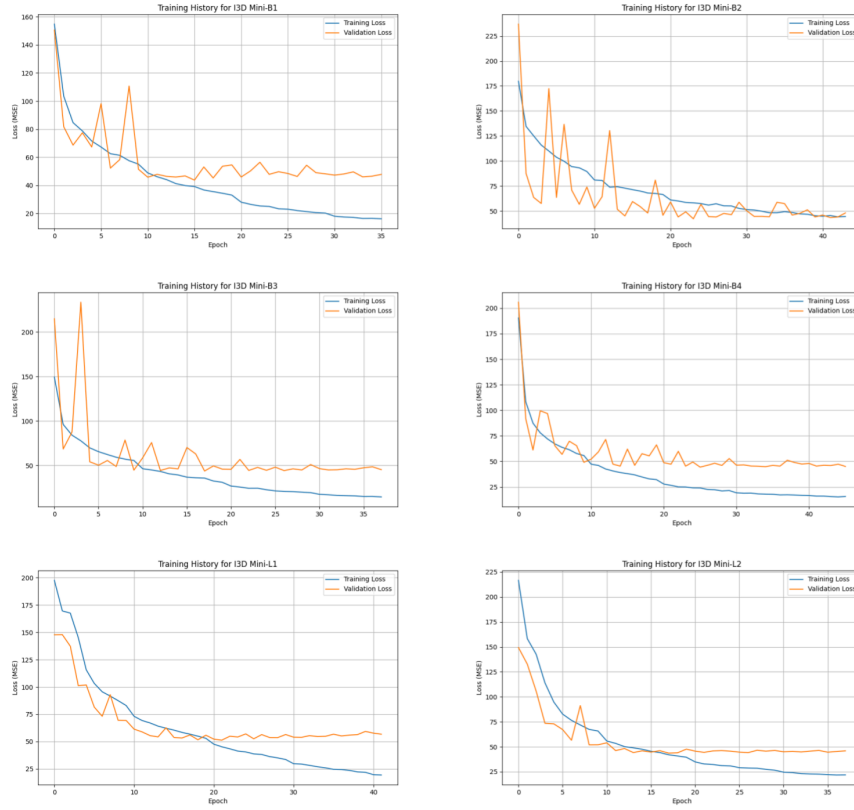 Training History for I3D Mini-B1
160
140
120
100
80
60
40
20
Loss (MSE)
0 5 10 15 20 25 30 35
Epoch
Training Loss
Validation Loss
Training History for I3D Mini-B2
225
200
175
150
125
100
75
50
Loss (MSE)
0 10 20 30 40
Epoch
Training Loss
Validation Loss
Training History for I3D Mini-B3
200
150
100
50
Loss (MSE)
0 5 10 15 20 25 30 35
Epoch
Training Loss
Validation Loss
Training History for I3D Mini-B4
200
175
150
125
100
75
50
25
Loss (MSE)
0 10 20 30 40
Epoch
Training Loss
Validation Loss
Training History for I3D Mini-L1
200
175
150
125
100
75
50
25
Loss (MSE)
0 10 20 30 40
Epoch
Training Loss
Validation Loss
Training History for I3D Mini-L2
225
200
175
150
125
100
75
50
25
Loss (MSE)
0 5 10 15 20 25 30 35
Epoch
Training Loss
Validation Loss